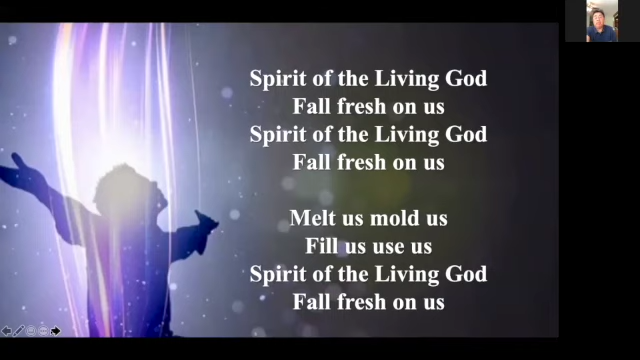 Spirit of the Living God
Fall fresh on us
Spirit of the Living God
Fall fresh on us
Melt us mold us
Fill us use us
Spirit of the Living God
Fall fresh on us